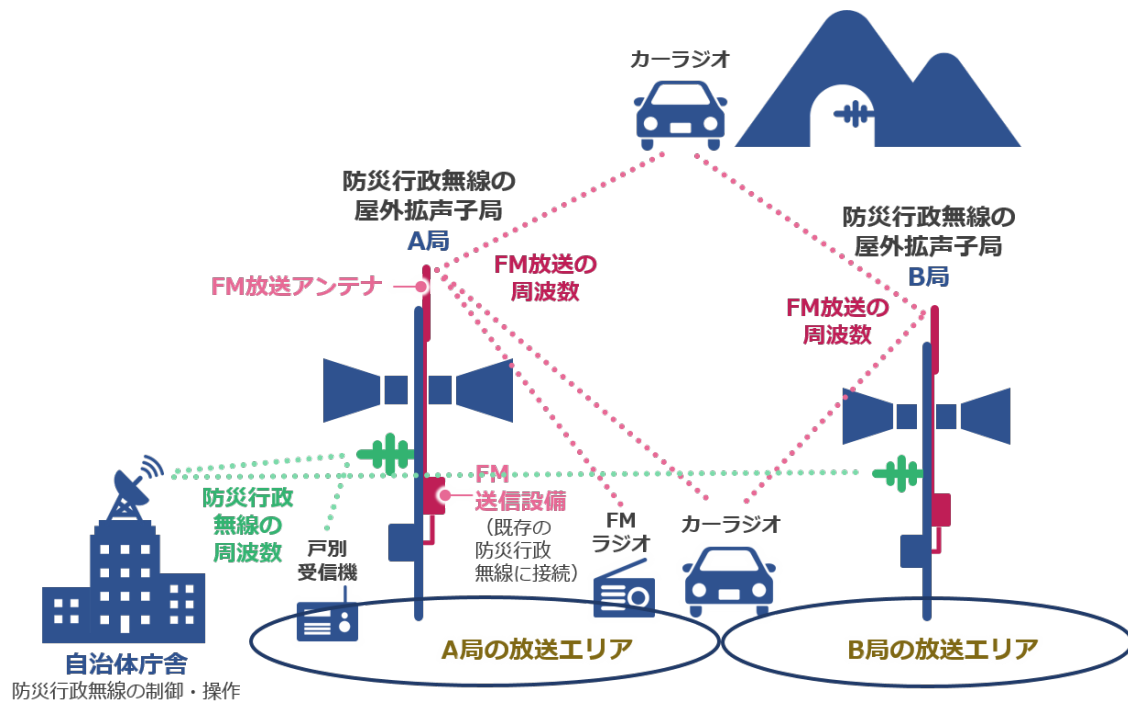 カーラジオ
防災行政無線の
屋外拡声子局
A局
防災行政無線の
屋外拡声子局
B局
FM放送アンテナ
FM放送の
周波数
FM放送の
周波数
防災行政
無線の
周波数
FM
送信設備
（既存の
防災行政
無線に接続）
戸別
受信機
FM
ラジオ
カーラジオ
A局の放送エリア
B局の放送エリア
自治体庁舎
防災行政無線の制御・操作